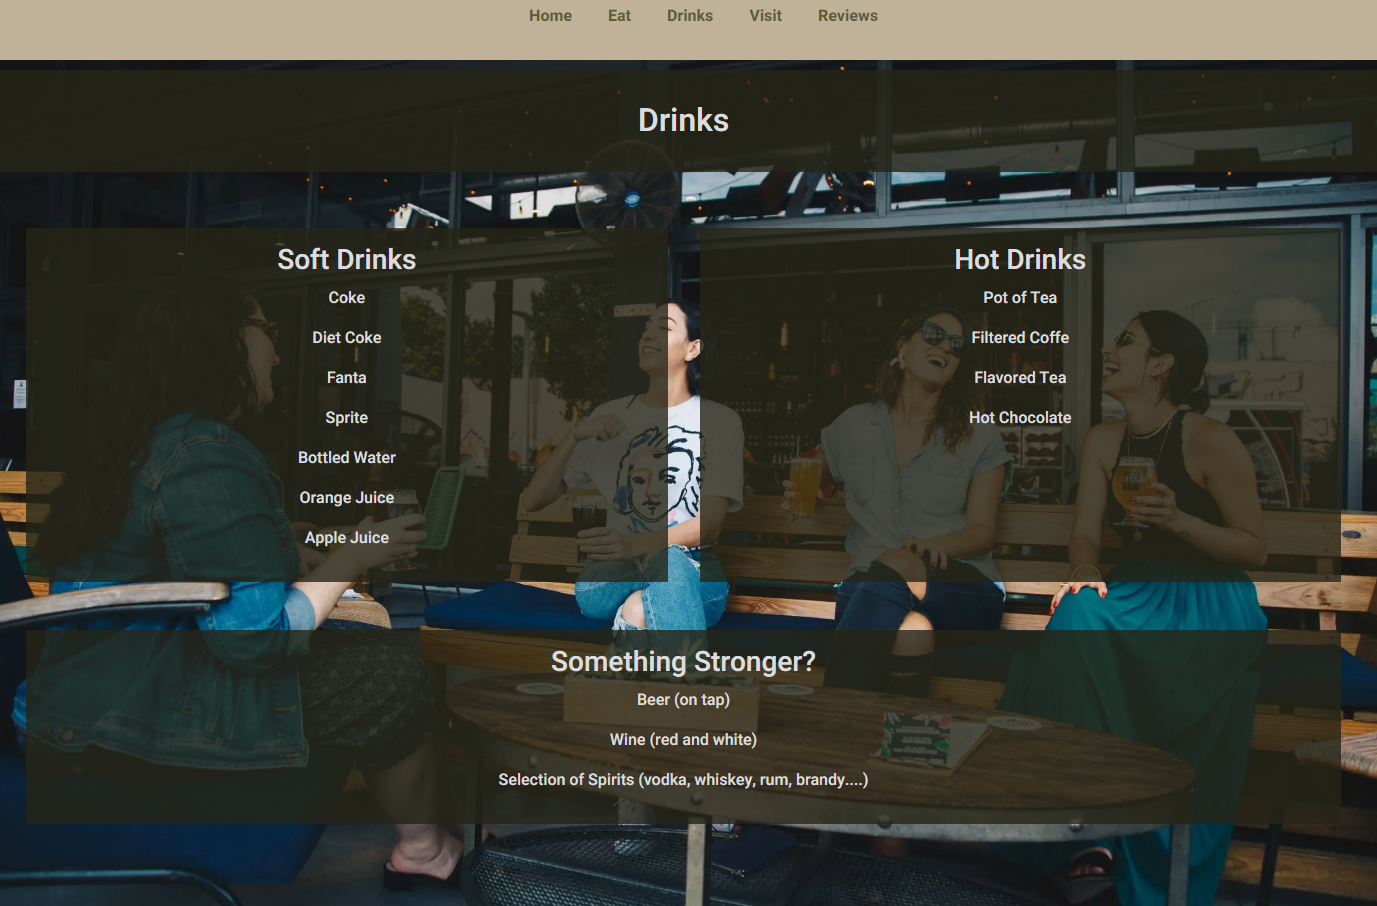 Home Eat Drinks Visit Reviews
Drinks
Soft Drinks
Coke
Diet Coke
Fanta
Sprite
Bottled Water
Orange Juice
Apple Juice
Hot Drinks
Pot of Tea
Filtered Coffe
Flavored Tea
Hot Chocolate
Something Stronger?
Beer (on tap)
Wine (red and white)
Selection of Spirits (vodka, whiskey, rum, brandy....)